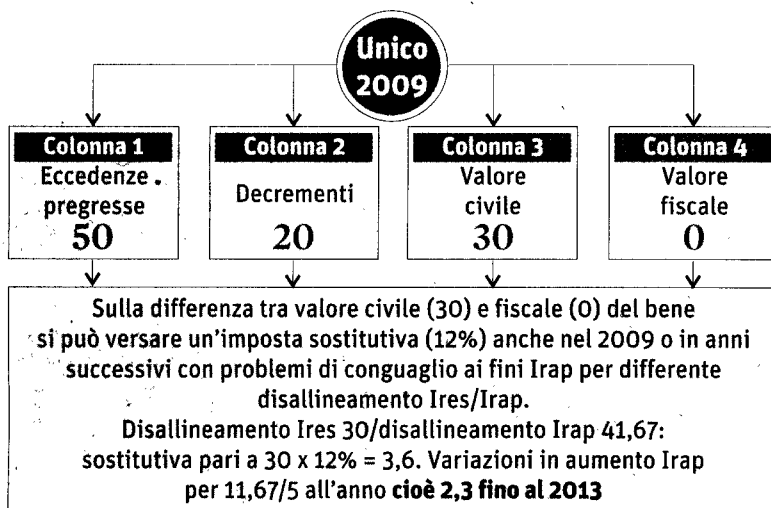 Unico
2009
Colonna 1
Eccedenze
pregresse
50
Colonna 2
Decrementi
20
Colonna 3
Valore
civile
30
Colonna 4
Valore
fiscale
0
Sulla differenza tra valore civile (30) e fiscale (0) del bene
si può versare un'imposta sostitutiva (12%) anche nel 2009 o in anni
successivi con problemi di conguaglio ai fini Irap per differente
disallineamento Ires/Irap.
Disallineamento Ires 30/disallineamento Irap 41,67:
sostitutiva pari a 30 x 12% = 3,6. Variazioni in aumento Irap
per 11,67/5 all'anno cioè 2,3 fino al 2013